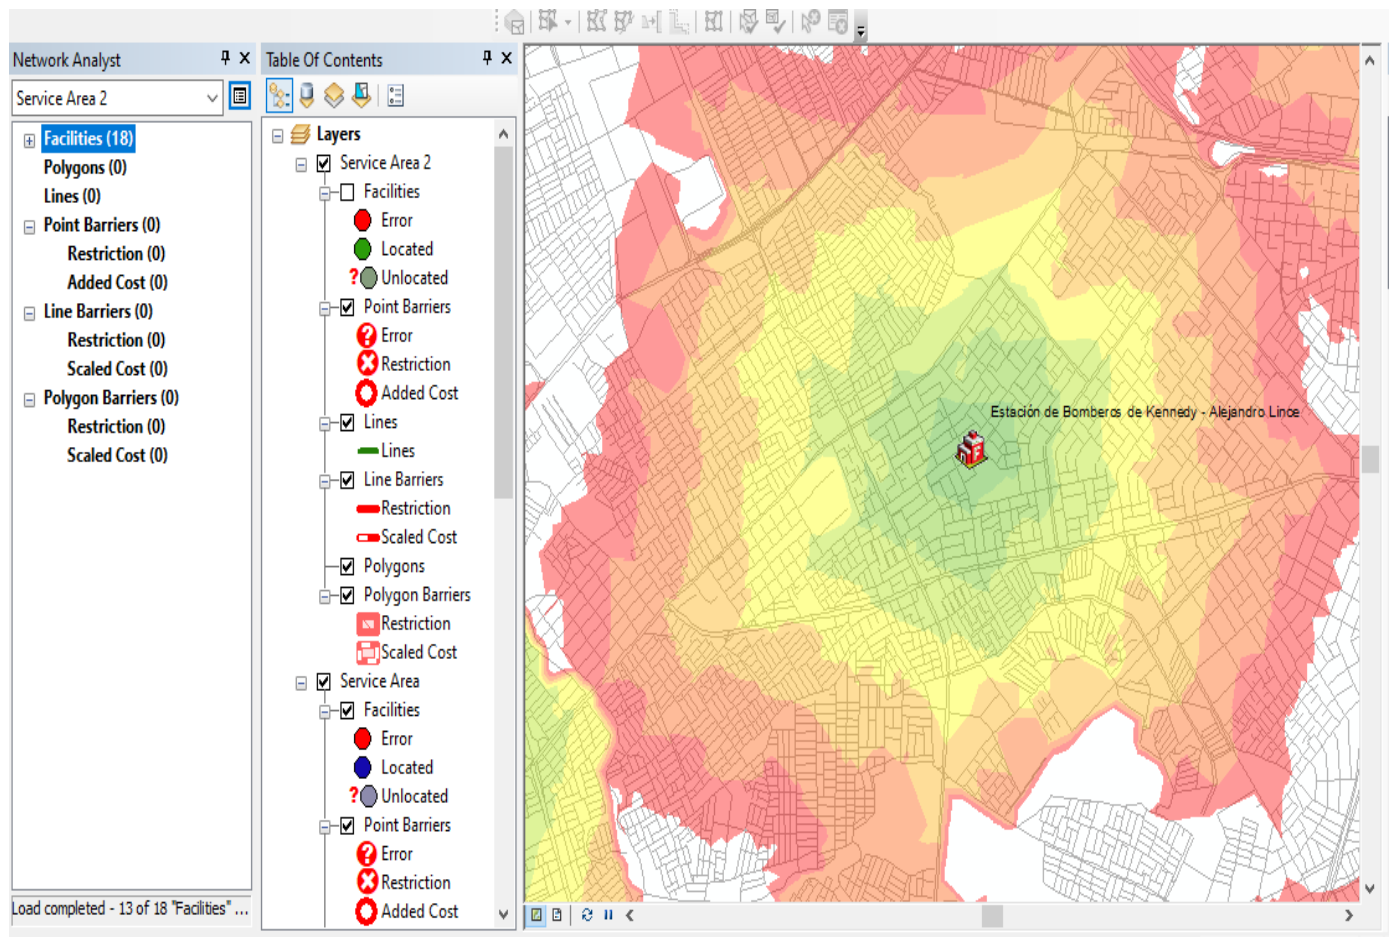 Network Analyst
Service Area 2
Facilities (18)
Polygons (0)
Lines (0)
Point Barriers (0)
Restriction (0)
Added Cost (0)
Line Barriers (0)
Restriction (0)
Scaled Cost (0)
Polygon Barriers (0)
Restriction (0)
Scaled Cost (0)
Load completed - 13 of 18 "Facilities" ...
Table Of Contents
Layers
Service Area 2
Facilities
Error
Located
? Unlocated
Point Barriers
? Error
Restriction
Added Cost
Lines
Lines
Line Barriers
Restriction
Scaled Cost
Polygons
Polygon Barriers
Restriction
Scaled Cost
Service Area
Facilities
Error
Located
? Unlocated
Point Barriers
? Error
Restriction
Added Cost
Estación de Bomberos de Kennedy - Alejandro Lince
F